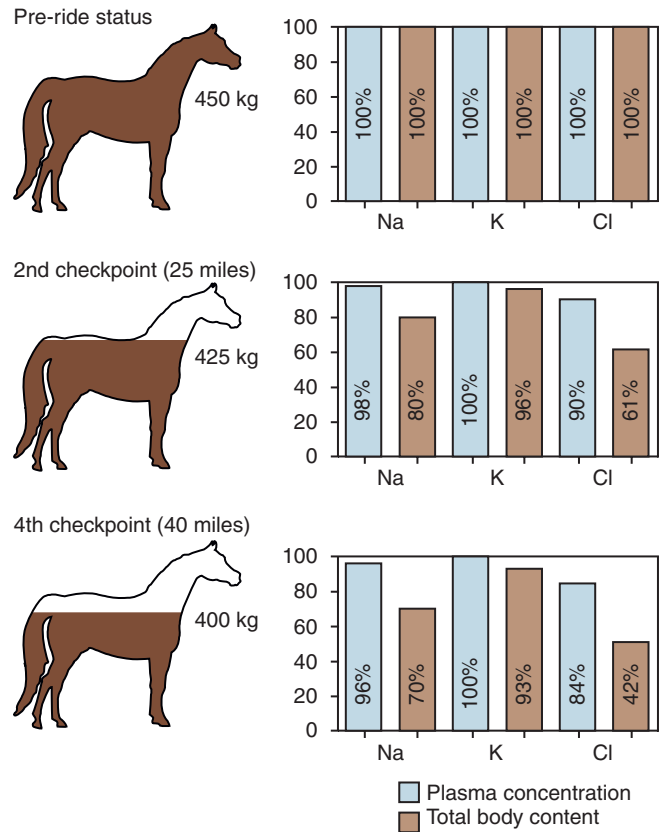 Pre-ride status
450 kg
100
80
60
40
20
0
100%
100%
100%
100%
100%
100%
Na
K
Cl
2nd checkpoint (25 miles)
425 kg
100
80
60
40
20
0
98%
80%
100%
96%
90%
61%
Na
K
Cl
4th checkpoint (40 miles)
400 kg
100
80
60
40
20
0
96%
70%
100%
93%
84%
42%
Na
K
Cl
Plasma concentration
Total body content